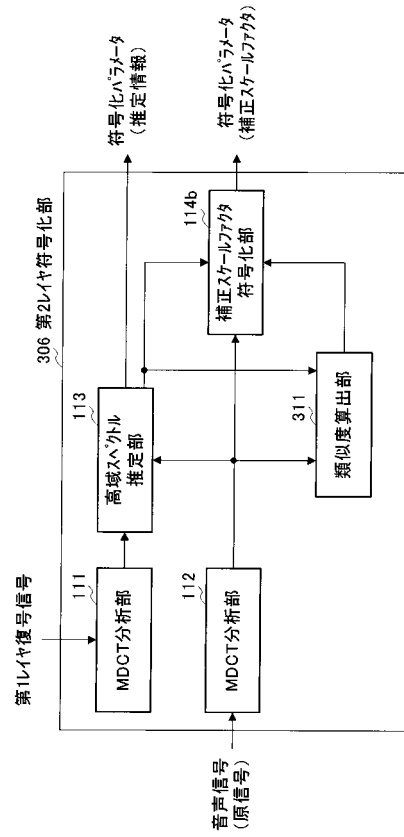 306 第2レイヤ符号化部
第1レイヤ復号信号
111
MDCT分析部
113
高域スペクトル
推定部
符号化パラメータ
(推定情報)
音声信号
(原信号)
112
MDCT分析部
114b
補正スケールファクタ
符号化部
符号化パラメータ
(補正スケールファクタ)
311
類似度算出部